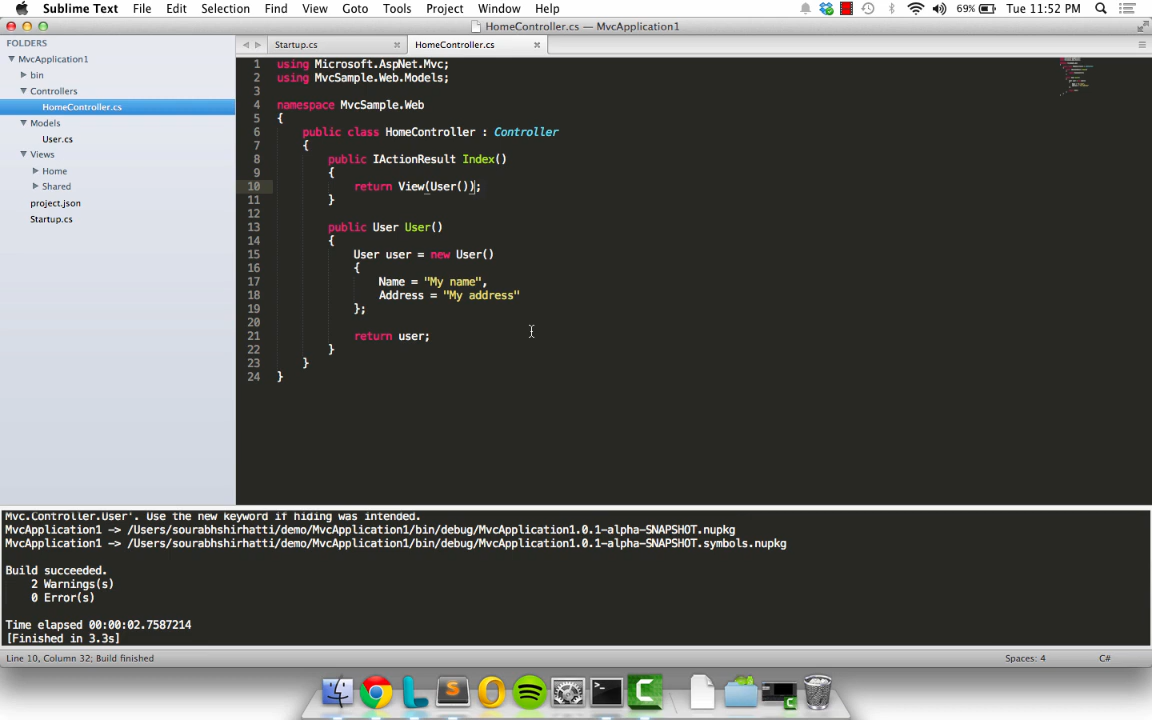 Sublime Text File Edit Selection Find View Goto Tools Project Window Help 69% Tue 11:52 PM
HomeController.cs — MvcApplication1
FOLDERS
MvcApplication1
bin
Controllers
HomeController.cs
Models
User.cs
Views
Home
Shared
project.json
Startup.cs
Startup.cs HomeController.cs
1 using Microsoft.AspNet.Mvc;
2 using MvcSample.Web.Models;
3
4 namespace MvcSample.Web
5 {
6 public class HomeController : Controller
7 {
8 public IActionResult Index()
9 {
10 return View(User());
11 }
12
13 public User User()
14 {
15 User user = new User()
16 {
17 Name = "My name",
18 Address = "My address"
19 };
20
21 return user;
22 }
23 }
24 }
Mvc.Controller.User'. Use the new keyword if hiding was intended.
MvcApplication1 -> /Users/sourabhshirhatti/demo/MvcApplication1/bin/debug/MvcApplication1.0.1-alpha-SNAPSHOT.nupkg
MvcApplication1 -> /Users/sourabhshirhatti/demo/MvcApplication1/bin/debug/MvcApplication1.0.1-alpha-SNAPSHOT.symbols.nupkg
Build succeeded.
2 Warnings(s)
0 Error(s)
Time elapsed 00:00:02.7587214
[Finished in 3.3s]
Line 10, Column 32; Build finished Spaces: 4 C#